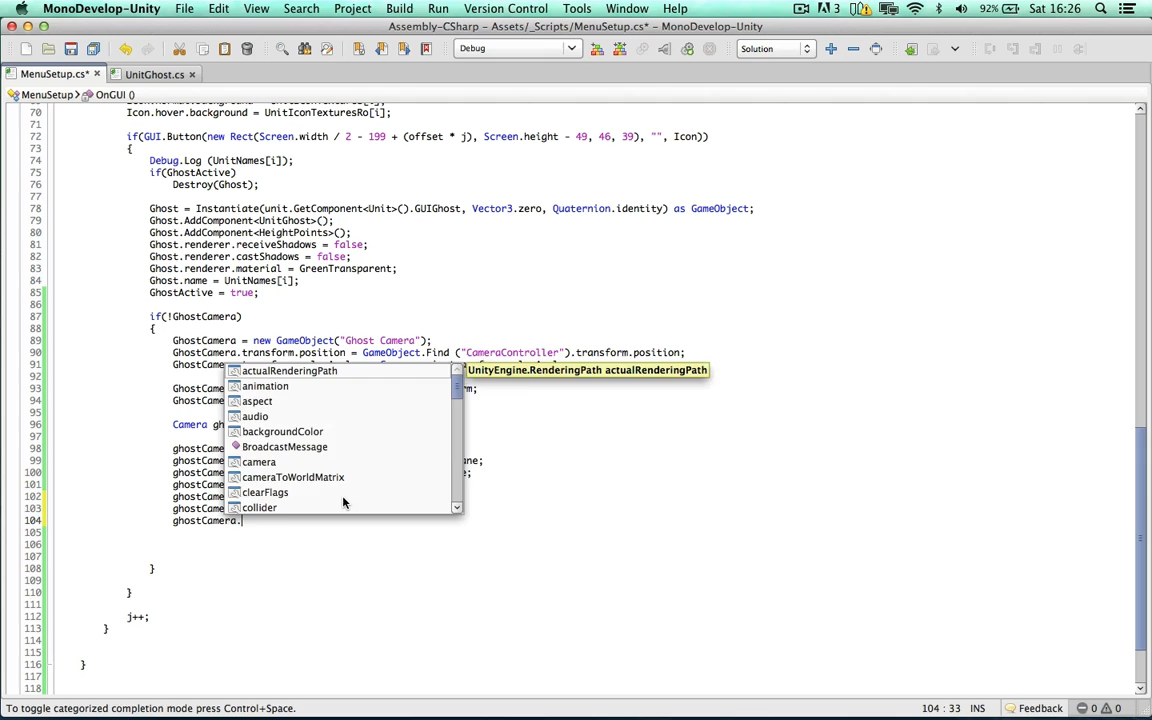 MonoDevelop-Unity File Edit View Search Project Build Run Version Control Tools Window Help 3 92% Sat 16:26
Assembly-CSharp - Assets/_Scripts/MenuSetup.cs* - MonoDevelop-Unity
Debug Solution
MenuSetup.cs* × UnitGhost.cs ×
MenuSetup OnGUI ()
70 Icon.hover.background = UnitIconTexturesRo[i];
71
72 if(GUI.Button(new Rect(Screen.width / 2 - 199 + (offset * j), Screen.height - 49, 46, 39), "", Icon))
73 {
74 Debug.Log (UnitNames[i]);
75 if(GhostActive)
76 Destroy(Ghost);
77
78 Ghost = Instantiate(unit.GetComponent<Unit>().GUIGhost, Vector3.zero, Quaternion.identity) as GameObject;
79 Ghost.AddComponent<UnitGhost>();
80 Ghost.AddComponent<HeightPoints>();
81 Ghost.renderer.receiveShadows = false;
82 Ghost.renderer.castShadows = false;
83 Ghost.renderer.material = GreenTransparent;
84 Ghost.name = UnitNames[i];
85 GhostActive = true;
86
87 if(!GhostCamera)
88 {
89 GhostCamera = new GameObject("Ghost Camera");
90 GhostCamera.transform.position = GameObject.Find ("CameraController").transform.position;
91 GhostCame
92
93 GhostCame rm;
94 GhostCame
95
96 Camera gh
97
98 ghostCame
99 ghostCame ane;
100 ghostCame e;
101 ghostCame
102 ghostCame
103 ghostCame
104 ghostCamera.
actualRenderingPath UnityEngine.RenderingPath actualRenderingPath
animation
aspect
audio
backgroundColor
BroadcastMessage
camera
cameraToWorldMatrix
clearFlags
collider
105
106
107
108 }
109
110 }
111
112 j++;
113 }
114
115
116 }
117
118
To toggle categorized completion mode press Control+Space. 104 : 33 INS Feedback 0 0